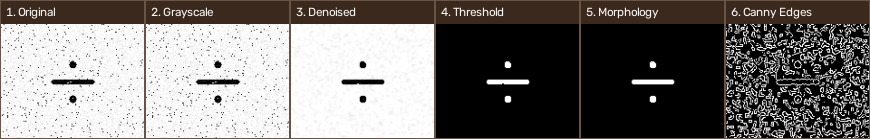 1. Original 2. Grayscale 3. Denoised 4. Threshold 5. Morphology 6. Canny Edges
÷ ÷ ÷ ÷ ÷